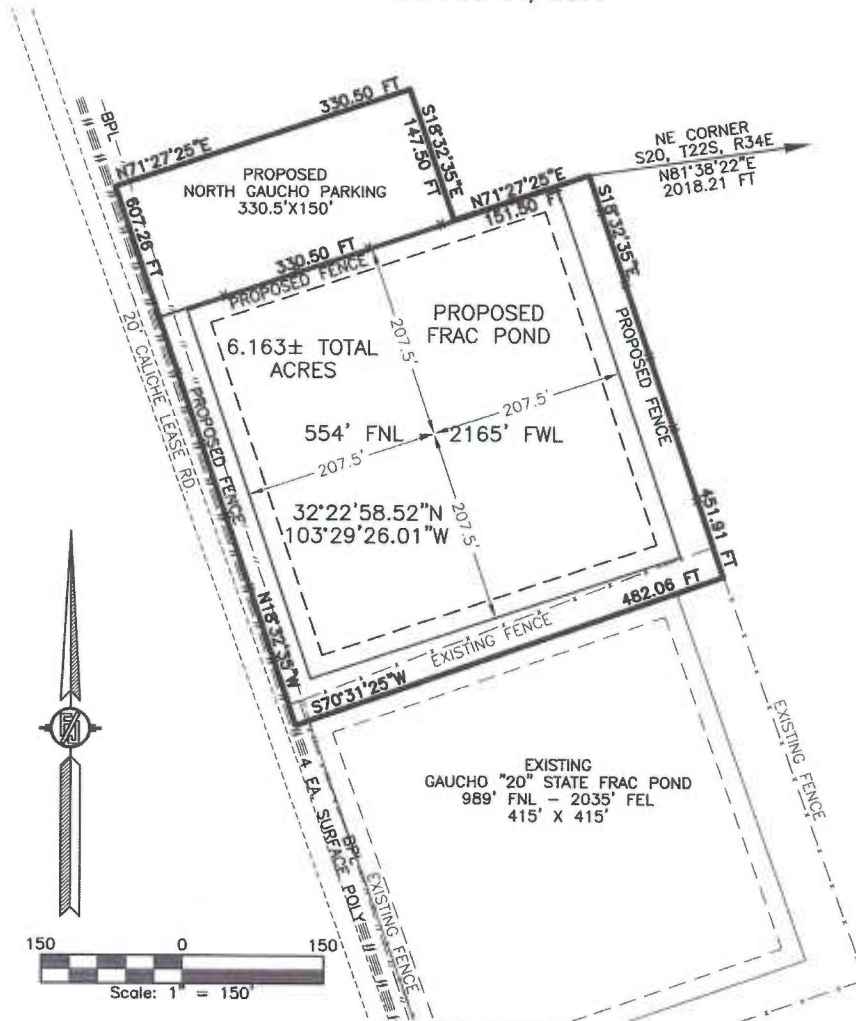 BPL
N71°27'25"E
330.50 FT
S18°32'35"E
147.50 FT
PROPOSED
NORTH GAUCHO PARKING
330.5'X150'
NE CORNER
S20, T22S, R34E
N81°38'22"E
2018.21 FT
N71°27'25"E
151.50 FT
S18°32'35"E
607.26 FT
330.50 FT
PROPOSED FENCE
PROPOSED
FRAC POND
6.163± TOTAL
ACRES
207.5'
207.5'
554' FNL
2165' FWL
207.5'
207.5'
32°22'58.52"N
103°29'26.01"W
PROPOSED FENCE
PROPOSED FENCE
20' CALICHE LEASE RD.
451.91 FT
N18°32'35"W
482.06 FT
EXISTING FENCE
S70°31'25"W
EXISTING
GAUCHO "20" STATE FRAC POND
989' FNL - 2035' FEL
415' X 415'
EXISTING FENCE
4 EA. SURFACE POLY
BPL
EXISTING FENCE
150 0 150
Scale: 1" = 150'